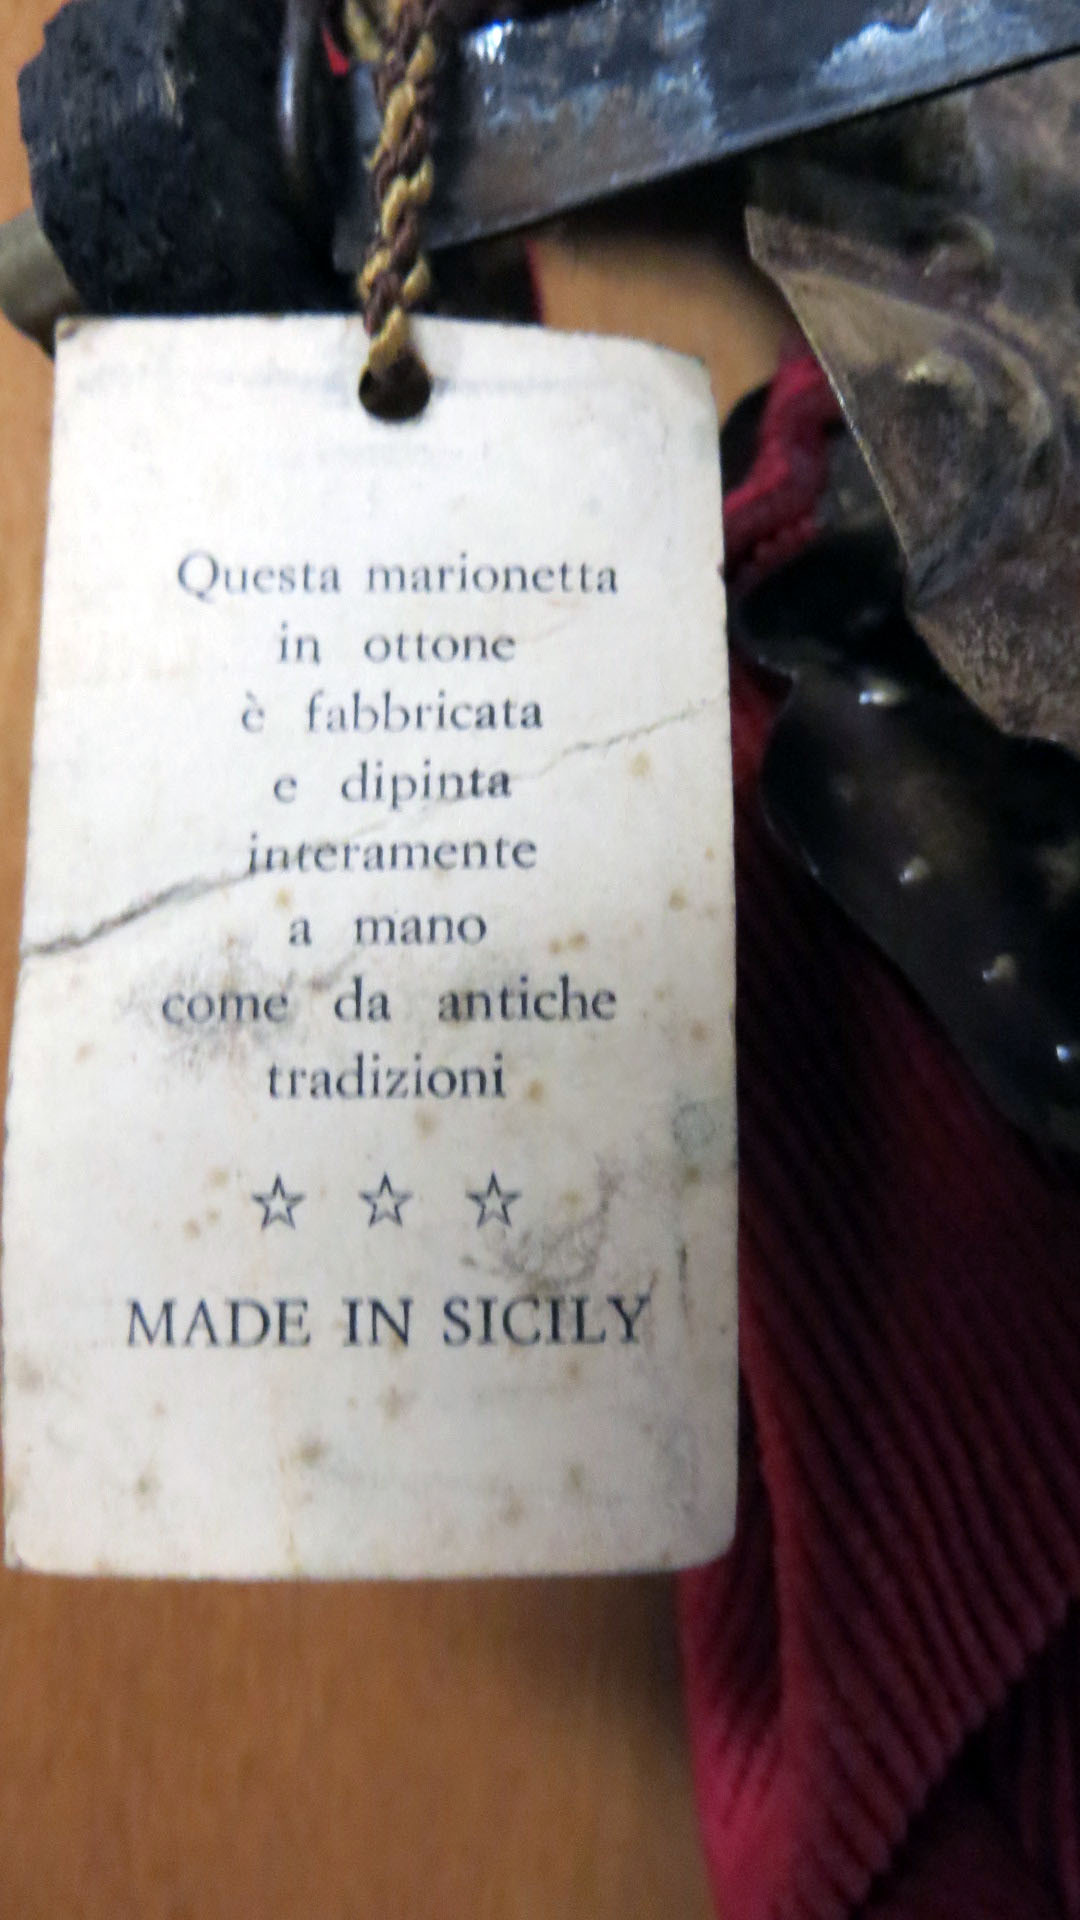 Questa marionetta
in ottone
è fabbricata
e dipinta
interamente
a mano
come da antiche
tradizioni
☆ ☆ ☆
MADE IN SICILY